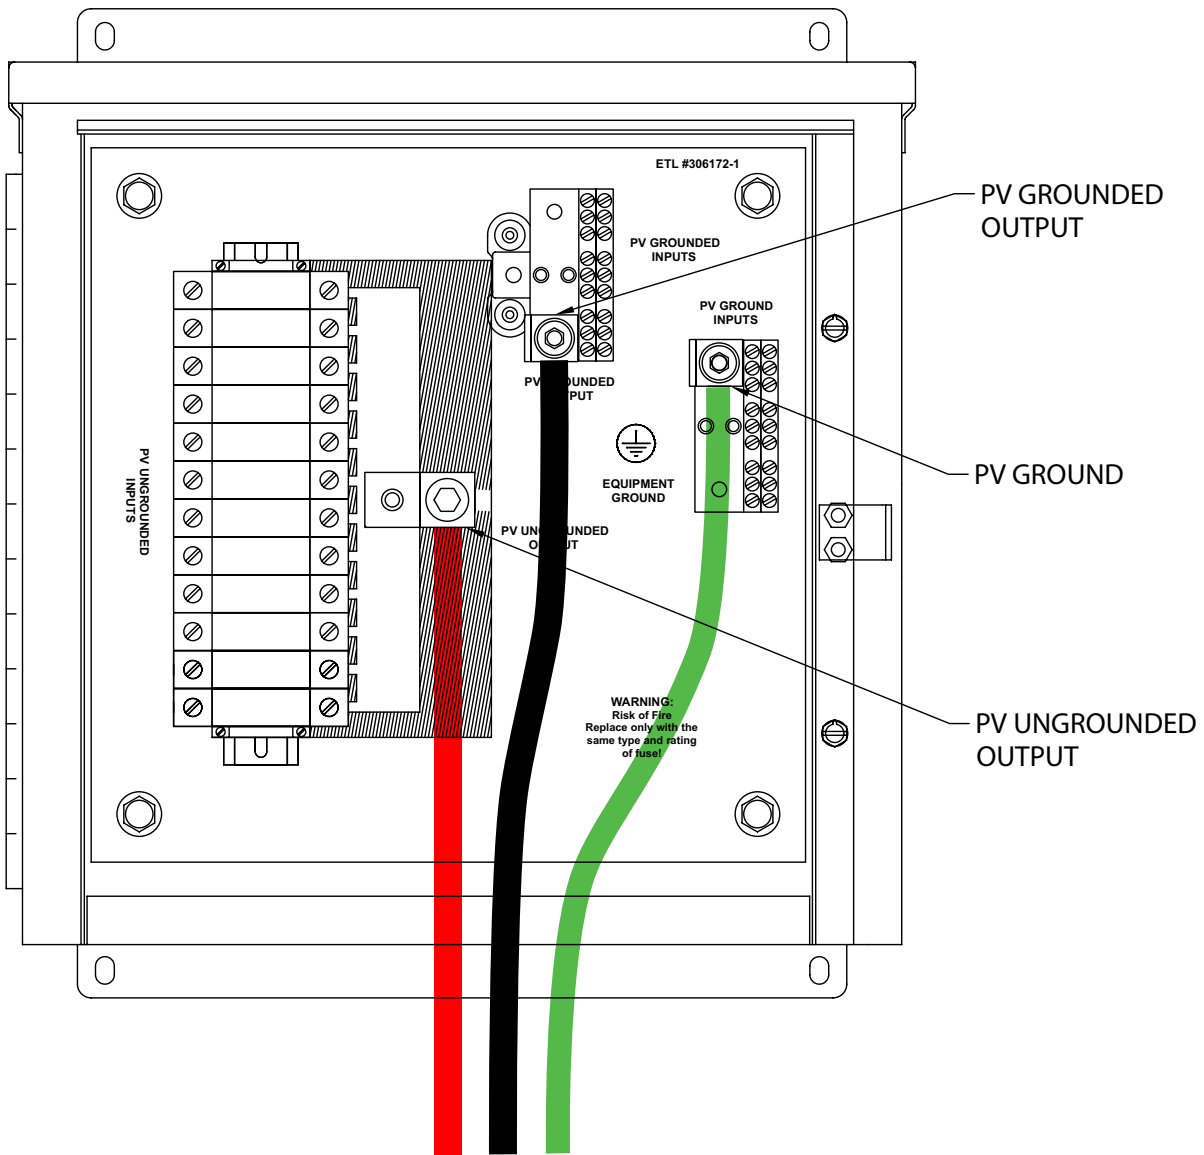 ETL #306172-1
PV GROUNDED
OUTPUT
PV GROUNDED
INPUTS
PV GROUND
INPUTS
PV UNGROUNDED
INPUTS
EQUIPMENT
GROUND
PV GROUND
WARNING:
Risk of Fire
Replace only with the
same type and rating
of fuse!
PV UNGROUNDED
OUTPUT